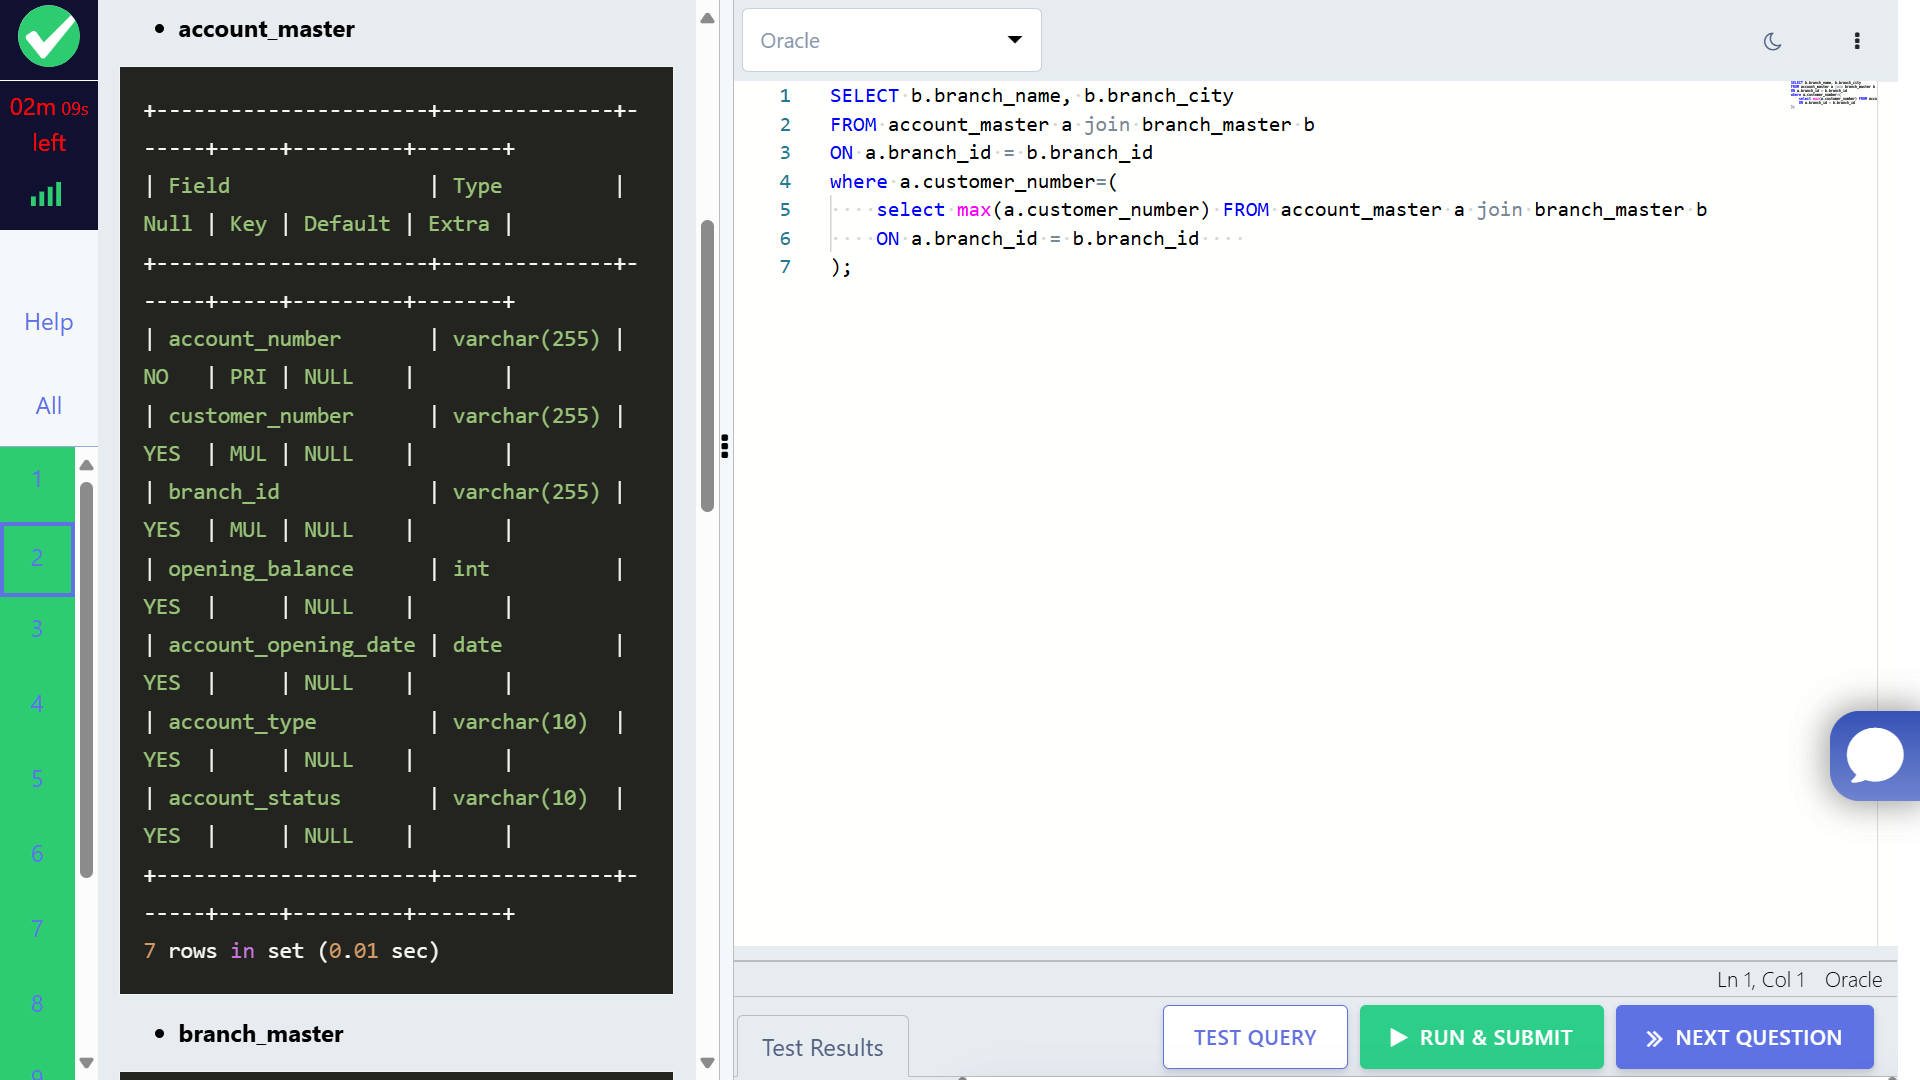 02m 09s
left
Help
All
1
2
3
4
5
6
7
8
9
• account_master
+----------------------+--------------+-
-----+-----+---------+-------+
| Field                | Type         |
Null | Key | Default | Extra |
+----------------------+--------------+-
-----+-----+---------+-------+
| account_number       | varchar(255) |
NO   | PRI | NULL    |       |
| customer_number      | varchar(255) |
YES  | MUL | NULL    |       |
| branch_id            | varchar(255) |
YES  | MUL | NULL    |       |
| opening_balance      | int          |
YES  |     | NULL    |       |
| account_opening_date | date         |
YES  |     | NULL    |       |
| account_type         | varchar(10)  |
YES  |     | NULL    |       |
| account_status       | varchar(10)  |
YES  |     | NULL    |       |
+----------------------+--------------+-
-----+-----+---------+-------+
7 rows in set (0.01 sec)
• branch_master
Oracle
1 SELECT b.branch_name, b.branch_city
2 FROM account_master a join branch_master b
3 ON a.branch_id = b.branch_id
4 where a.customer_number=(
5     select max(a.customer_number) FROM account_master a join branch_master b
6     ON a.branch_id = b.branch_id
7 );
Ln 1, Col 1 Oracle
Test Results
TEST QUERY
RUN & SUBMIT
NEXT QUESTION